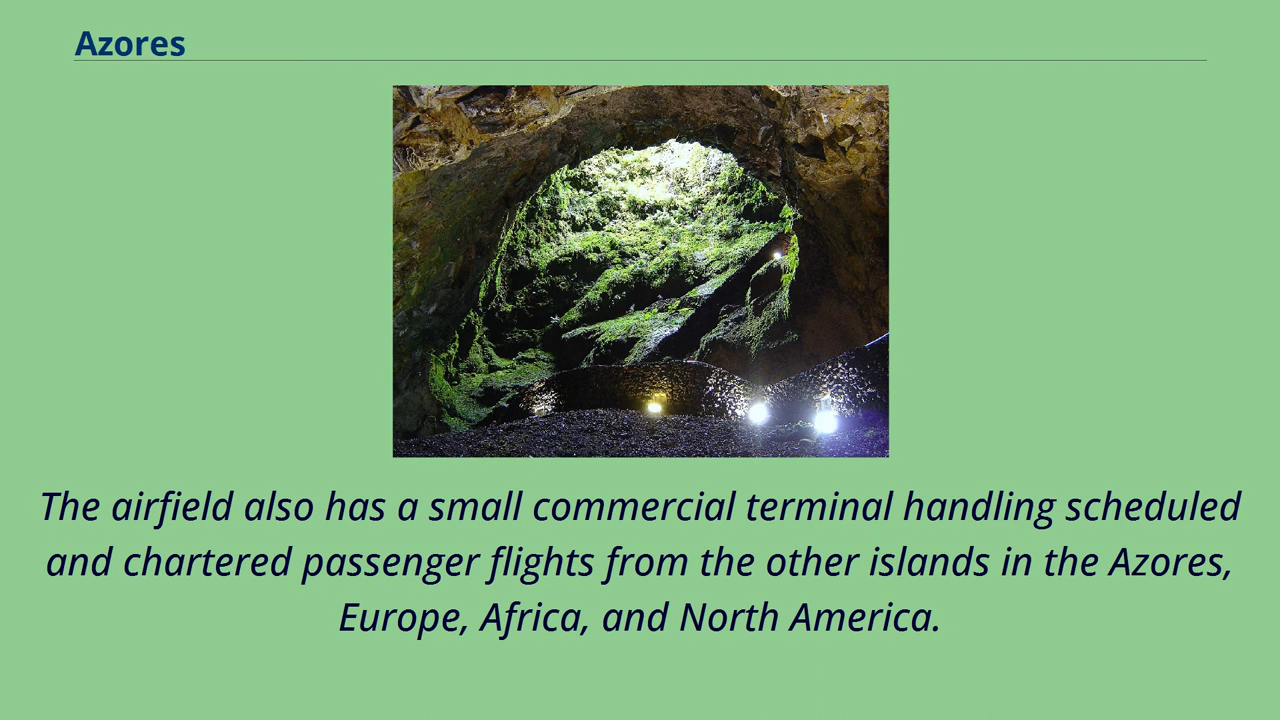 Azores
The airfield also has a small commercial terminal handling scheduled
and chartered passenger flights from the other islands in the Azores,
Europe, Africa, and North America.